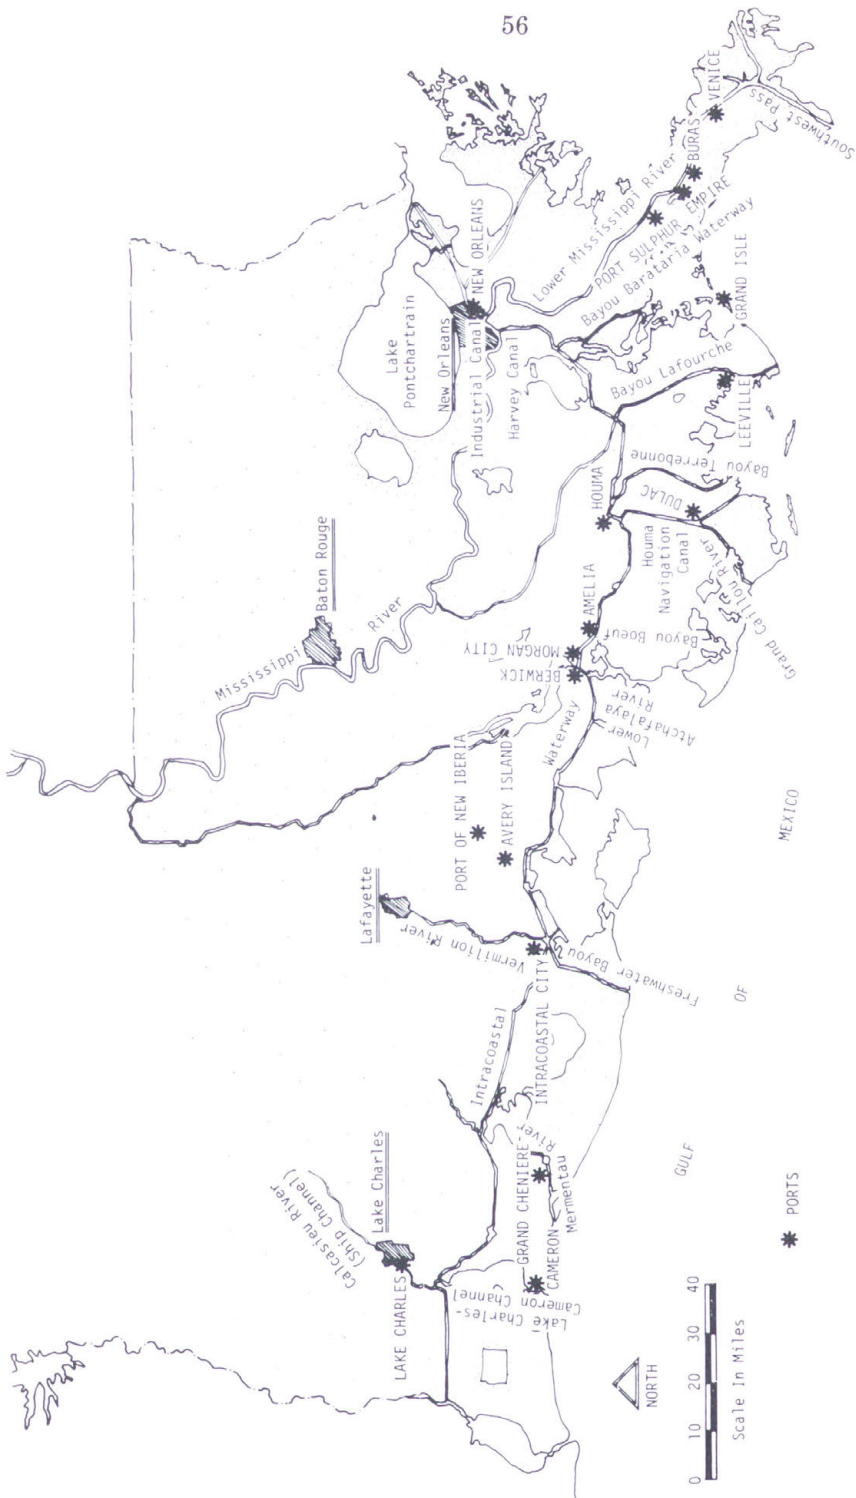 56
Calcasieu River
(Ship Channel)
Lake Charles
LAKE CHARLES
Lake Charles-
Cameron Channel
CAMERON
GRAND CHENIERE
Mermentau
River
Intracoastal
INTRACOASTAL CITY
Freshwater Bayou
Vermilion River
Lafayette
PORT OF NEW IBERIA
AVERY ISLAND
Waterway
Lower
Atchafalaya
River
BERWICK
MORGAN CITY
AMELIA
Bayou Boeuf
Mississippi
River
Baton Rouge
HOUMA
Houma
Navigation
Canal
Grand Caillou River
DULAC
Bayou Terrebonne
Bayou Lafourche
LEEVILLE
GRAND ISLE
Lake
Pontchartrain
New Orleans
NEW ORLEANS
Industrial Canal
Harvey Canal
Lower Mississippi River
PORT SULPHUR
EMPIRE
Bayou Barataria Waterway
BURAS
VENICE
Southwest Pass
GULF
OF
MEXICO
NORTH
0 10 20 30 40
Scale In Miles
PORTS